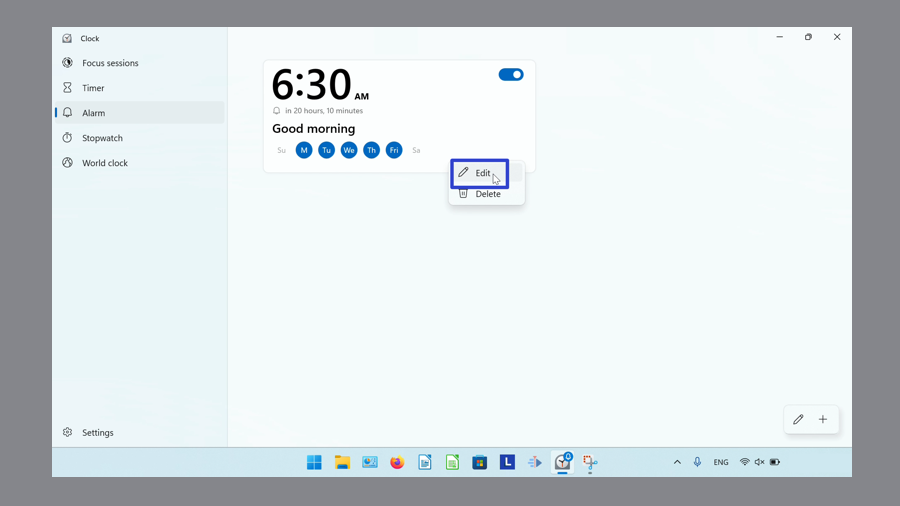 Clock
Focus sessions
Timer
Alarm
Stopwatch
World clock
6:30 AM
in 20 hours, 10 minutes
Good morning
Su M Tu We Th Fri Sa
Edit
Delete
Settings
L
ENG